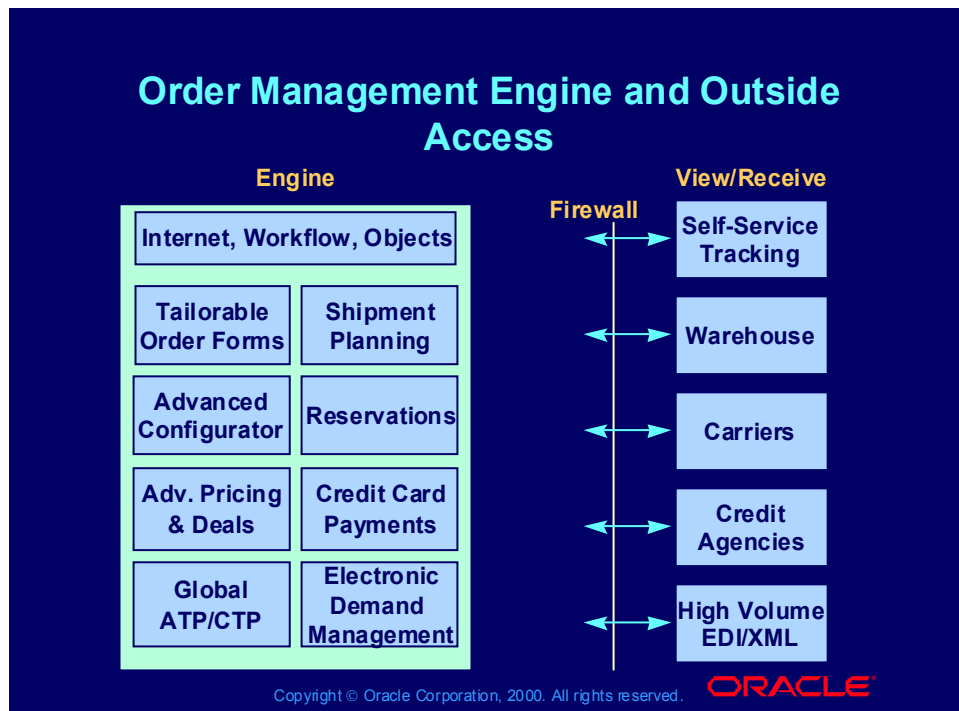 Order Management Engine and Outside
Access
Engine
View/Receive
Firewall
Internet, Workflow, Objects
Self-Service
Tracking
Tailorable
Order Forms
Shipment
Planning
Warehouse
Advanced
Configurator
Reservations
Carriers
Adv. Pricing
& Deals
Credit Card
Payments
Credit
Agencies
Global
ATP/CTP
Electronic
Demand
Management
High Volume
EDI/XML
Copyright © Oracle Corporation, 2000. All rights reserved.
ORACLE®